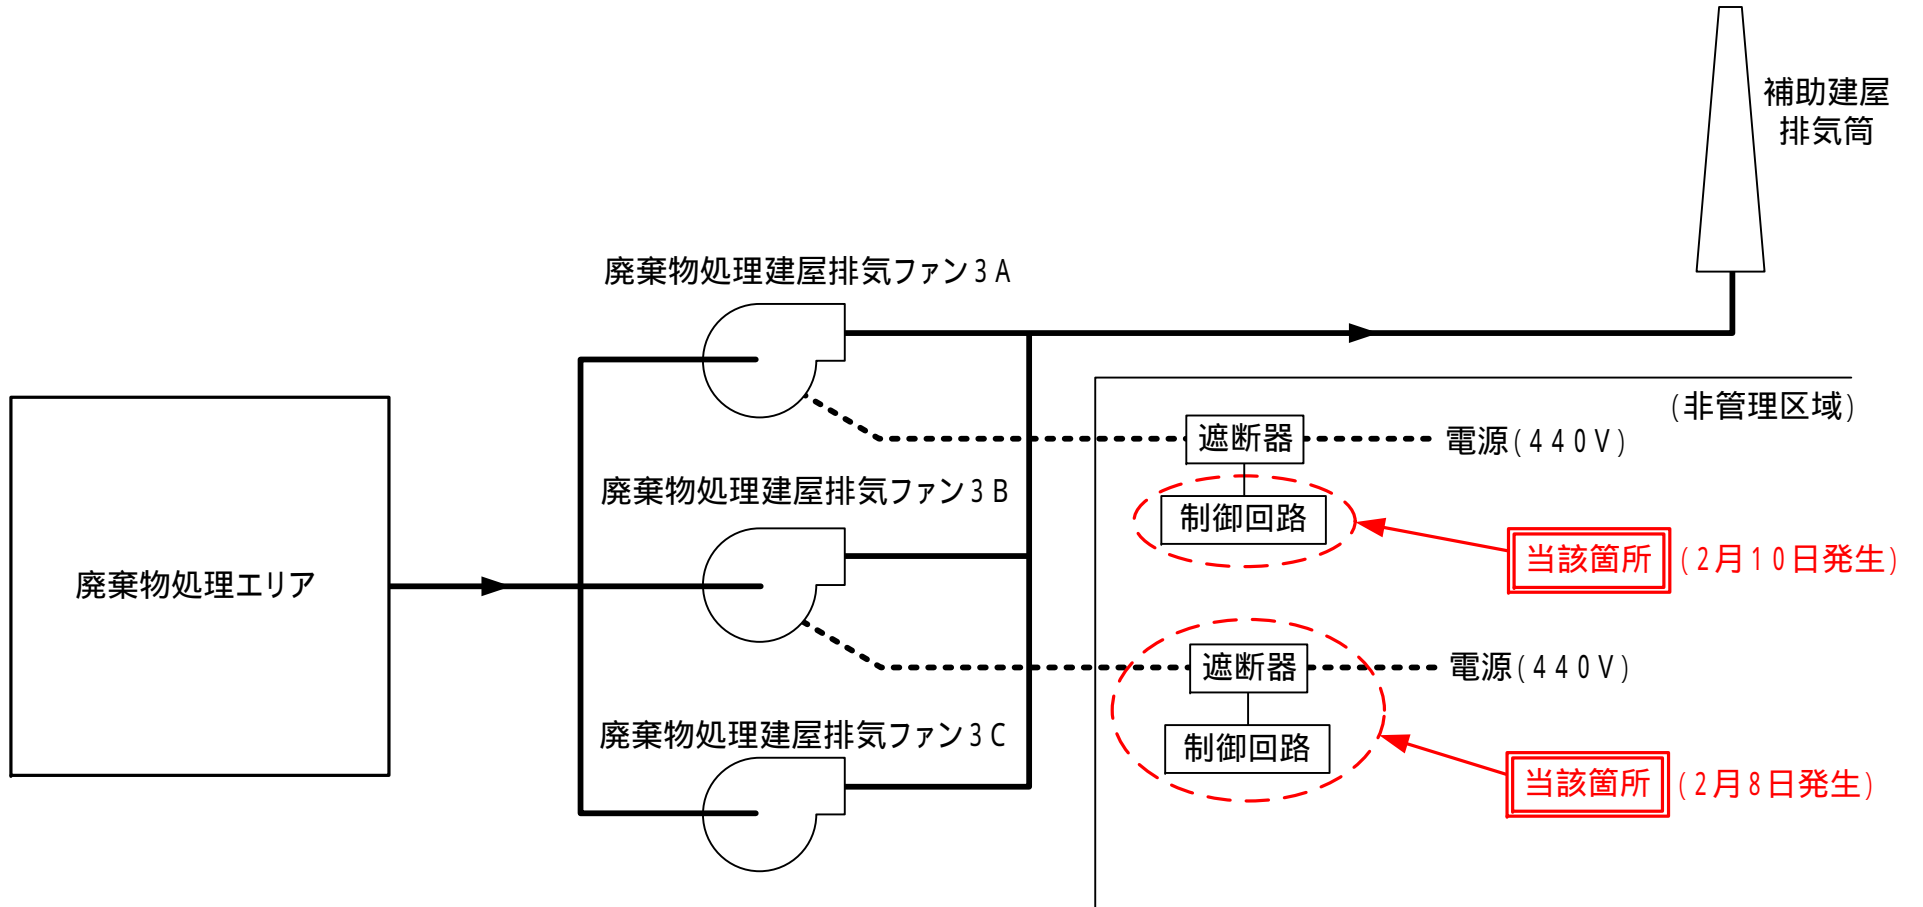 補助建屋
排気筒
廃棄物処理建屋排気ファン3A
(非管理区域)
遮断器
電源(440V)
廃棄物処理建屋排気ファン3B
制御回路
当該箇所
(2月10日発生)
廃棄物処理エリア
遮断器
電源(440V)
廃棄物処理建屋排気ファン3C
制御回路
当該箇所
(2月8日発生)